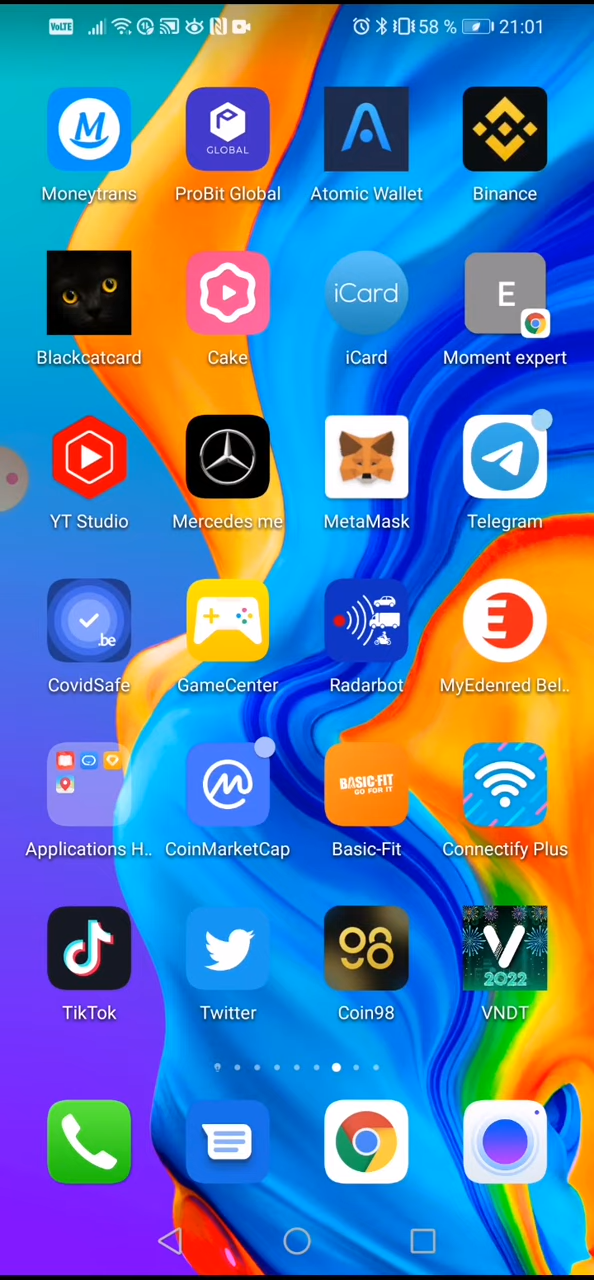 VoLTE 58 % 21:01
M GLOBAL
Moneytrans ProBit Global Atomic Wallet Binance
iCard E
Blackcatcard Cake iCard Moment expert
YT Studio Mercedes me MetaMask Telegram
.be E
CovidSafe GameCenter Radarbot MyEdenred Bel..
BASIC-FIT
GO FOR IT
Applications H.. CoinMarketCap Basic-Fit Connectify Plus
98 V
2022
TikTok Twitter Coin98 VNDT